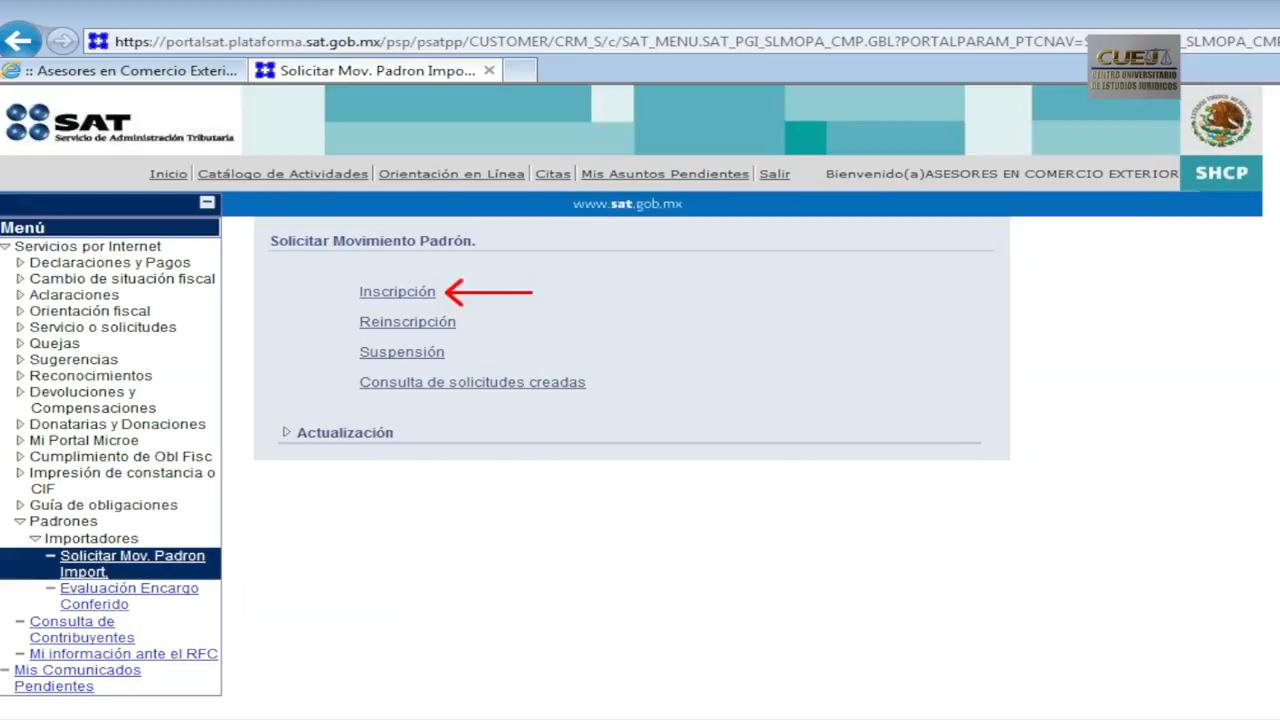 https://portalsat.plataforma.sat.gob.mx/psp/psatpp/CUSTOMER/CRM_S/c/SAT_MENU.SAT_PGI_SLMOPA_CMP.GBL?PORTALPARAM_PTCNAV= _SLMOPA_CMP
:: Asesores en Comercio Exteri...
Solicitar Mov. Padron Impo...
CUEJ
CENTRO UNIVERSITARIO
DE ESTUDIOS JURIDICOS
SAT
Servicio de Administración Tributaria
Inicio Catálogo de Actividades Orientación en Línea Citas Mis Asuntos Pendientes Salir Bienvenido(a)ASESORES EN COMERCIO EXTERIOR
SHCP
www.sat.gob.mx
Menú
Servicios por Internet
Declaraciones y Pagos
Cambio de situación fiscal
Aclaraciones
Orientación fiscal
Servicio o solicitudes
Quejas
Sugerencias
Reconocimientos
Devoluciones y
Compensaciones
Donatarias y Donaciones
Mi Portal Microe
Cumplimiento de Obl Fisc
Impresión de constancia o
CIF
Guía de obligaciones
Padrones
Importadores
Solicitar Mov. Padron
Import.
Evaluación Encargo
Conferido
Consulta de
Contribuyentes
Mi información ante el RFC
Mis Comunicados
Pendientes
Solicitar Movimiento Padrón.
Inscripción
Reinscripción
Suspensión
Consulta de solicitudes creadas
Actualización